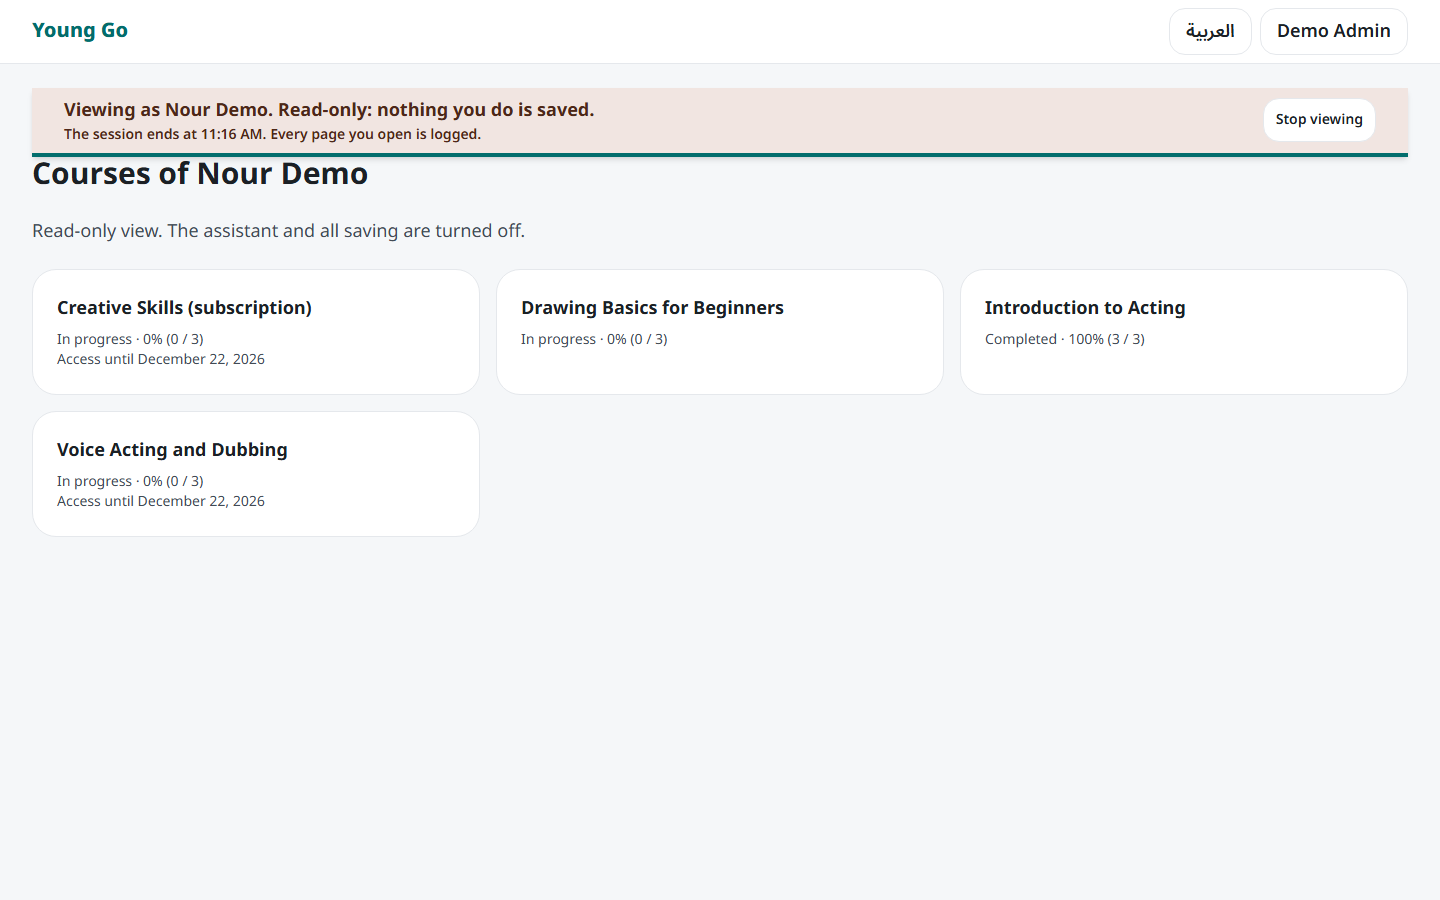 Young Go
العربية
Demo Admin
Viewing as Nour Demo. Read-only: nothing you do is saved.
The session ends at 11:16 AM. Every page you open is logged.
Stop viewing
Courses of Nour Demo
Read-only view. The assistant and all saving are turned off.
Creative Skills (subscription)
In progress · 0% (0 / 3)
Access until December 22, 2026
Drawing Basics for Beginners
In progress · 0% (0 / 3)
Introduction to Acting
Completed · 100% (3 / 3)
Voice Acting and Dubbing
In progress · 0% (0 / 3)
Access until December 22, 2026